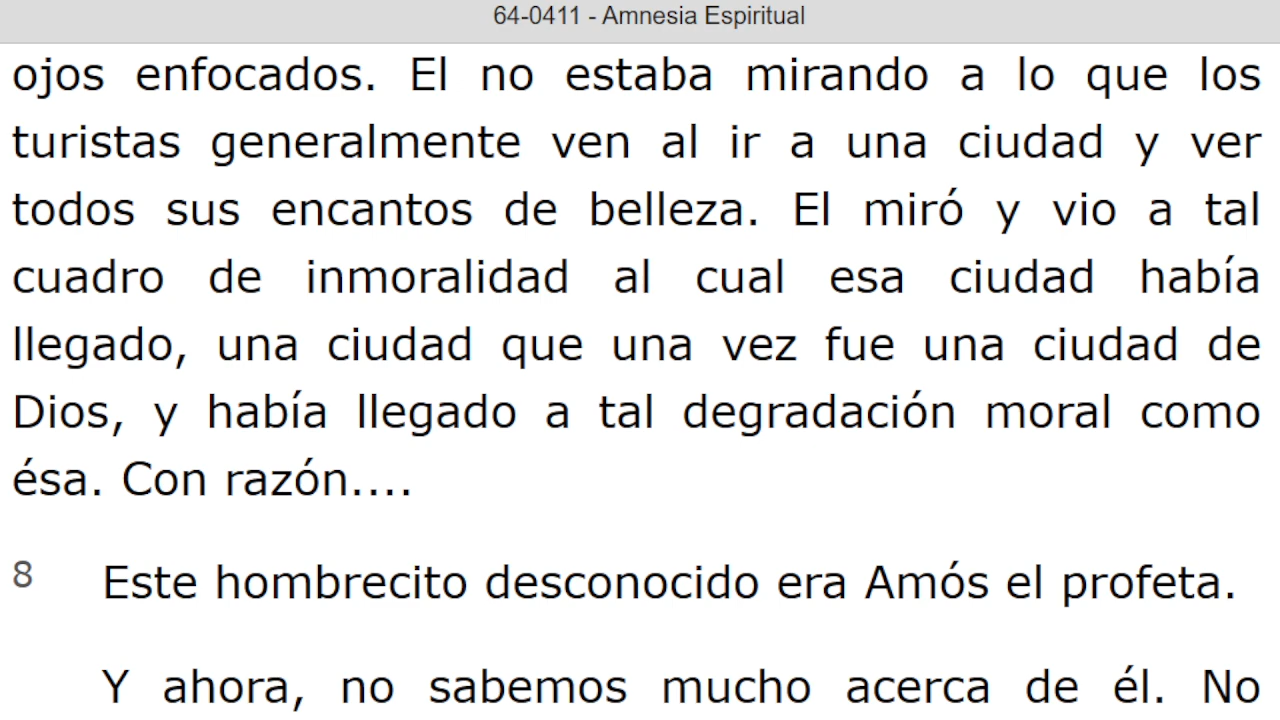 64-0411 - Amnesia Espiritual
ojos enfocados. El no estaba mirando a lo que los
turistas generalmente ven al ir a una ciudad y ver
todos sus encantos de belleza. El miró y vio a tal
cuadro de inmoralidad al cual esa ciudad había
llegado, una ciudad que una vez fue una ciudad de
Dios, y había llegado a tal degradación moral como
ésa. Con razón....
8 Este hombrecito desconocido era Amós el profeta.
Y ahora, no sabemos mucho acerca de él. No